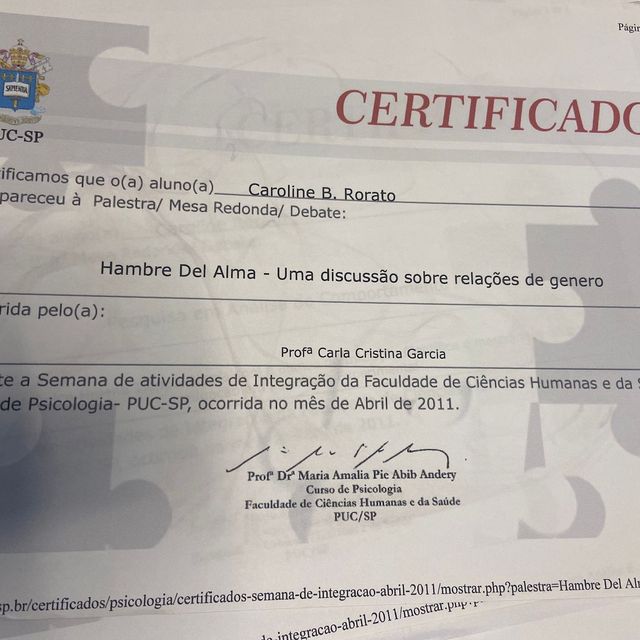 Págin
CERTIFICADO
SAPIENTIA
UC-SP
ificamos que o(a) aluno(a) Caroline B. Rorato
pareceu à Palestra/ Mesa Redonda/ Debate:
Hambre Del Alma - Uma discussão sobre relações de genero
rida pelo(a):
Profª Carla Cristina Garcia
te a Semana de atividades de Integração da Faculdade de Ciências Humanas e da S
de Psicologia- PUC-SP, ocorrida no mês de Abril de 2011.
Profª Drª Maria Amalia Pie Abib Andery
Curso de Psicologia
Faculdade de Ciências Humanas e da Saúde
PUC/SP
sp.br/certificados/psicologia/certificados-semana-de-integracao-abril-2011/mostrar.php?palestra=Hambre Del Al
da-integracao-abril-2011/mostrar.php